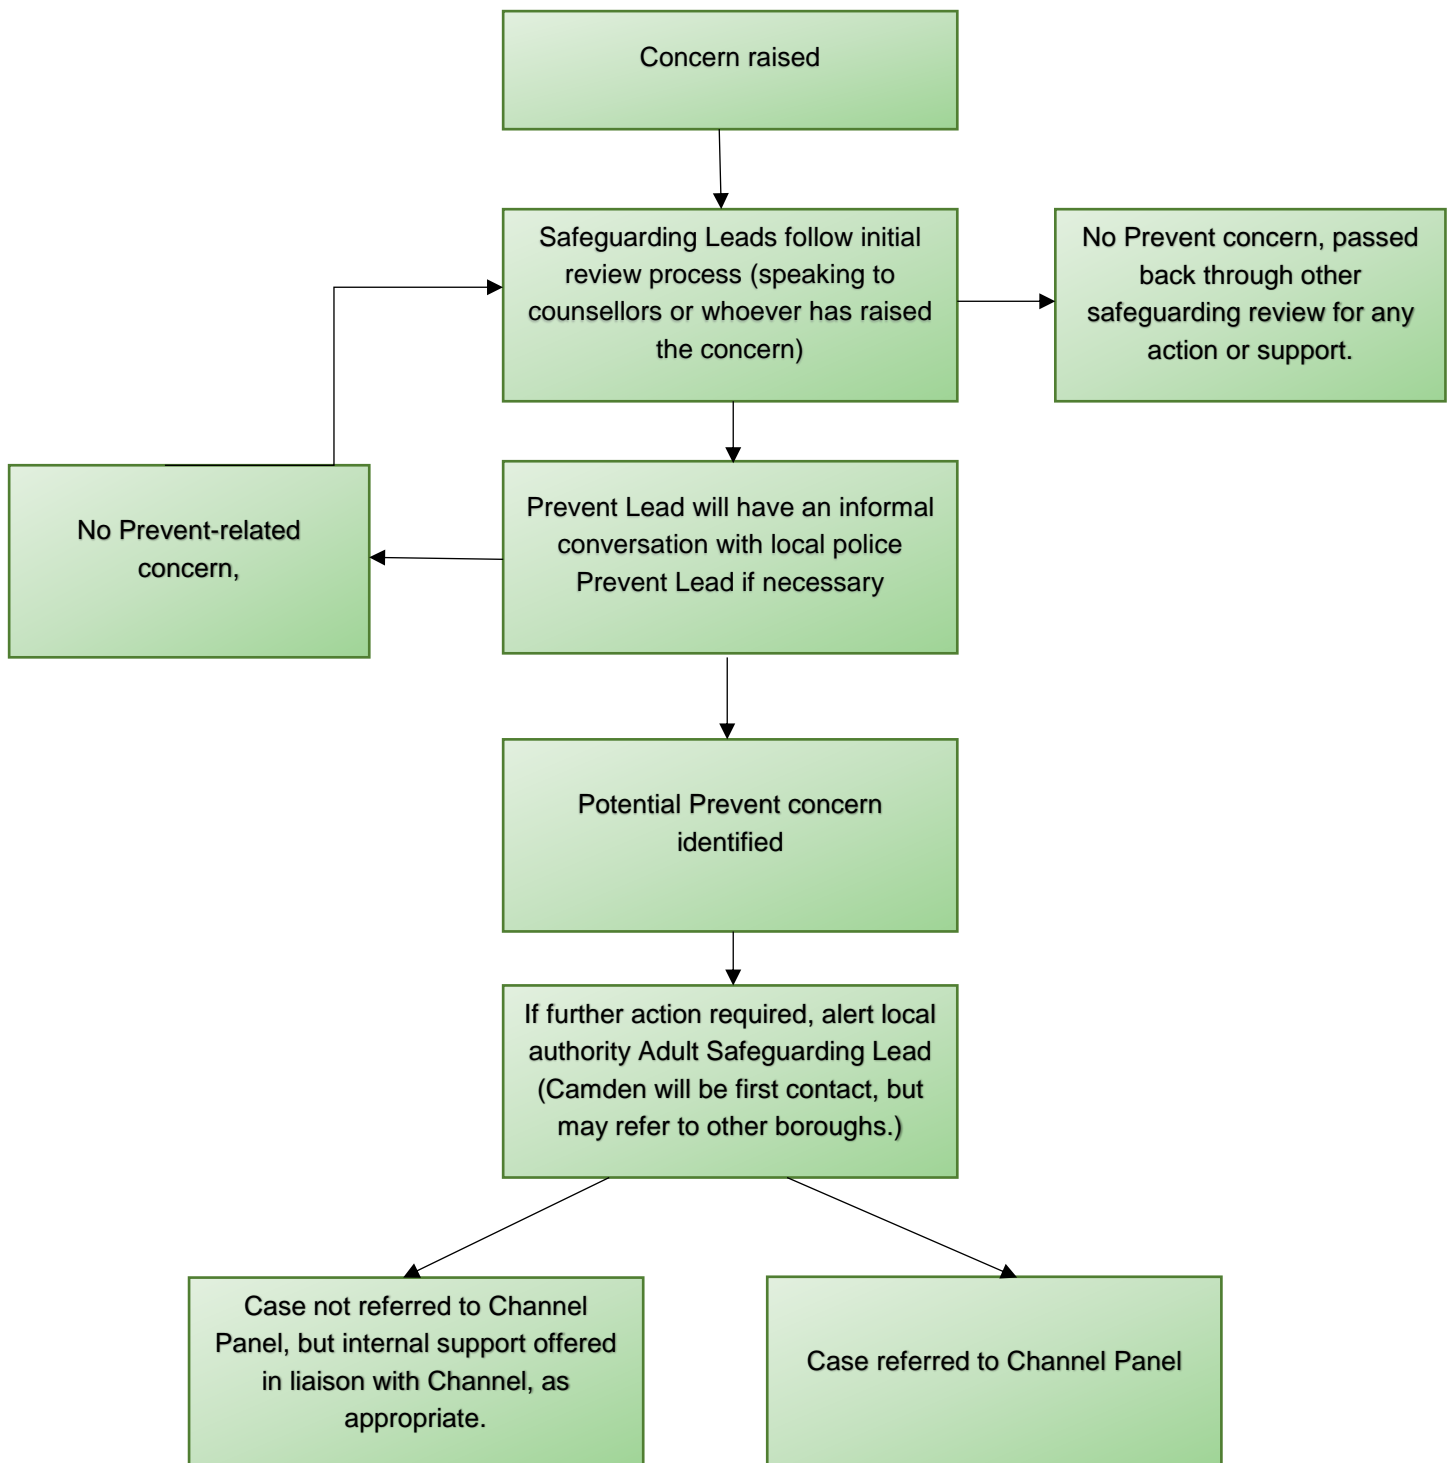 Concern raised
Safeguarding Leads follow initial
review process (speaking to
counsellors or whoever has raised
the concern)
No Prevent concern, passed
back through other
safeguarding review for any
action or support.
No Prevent-related
concern,
Prevent Lead will have an informal
conversation with local police
Prevent Lead if necessary
Potential Prevent concern
identified
If further action required, alert local
authority Adult Safeguarding Lead
(Camden will be first contact, but
may refer to other boroughs.)
Case not referred to Channel
Panel, but internal support offered
in liaison with Channel, as
appropriate.
Case referred to Channel Panel